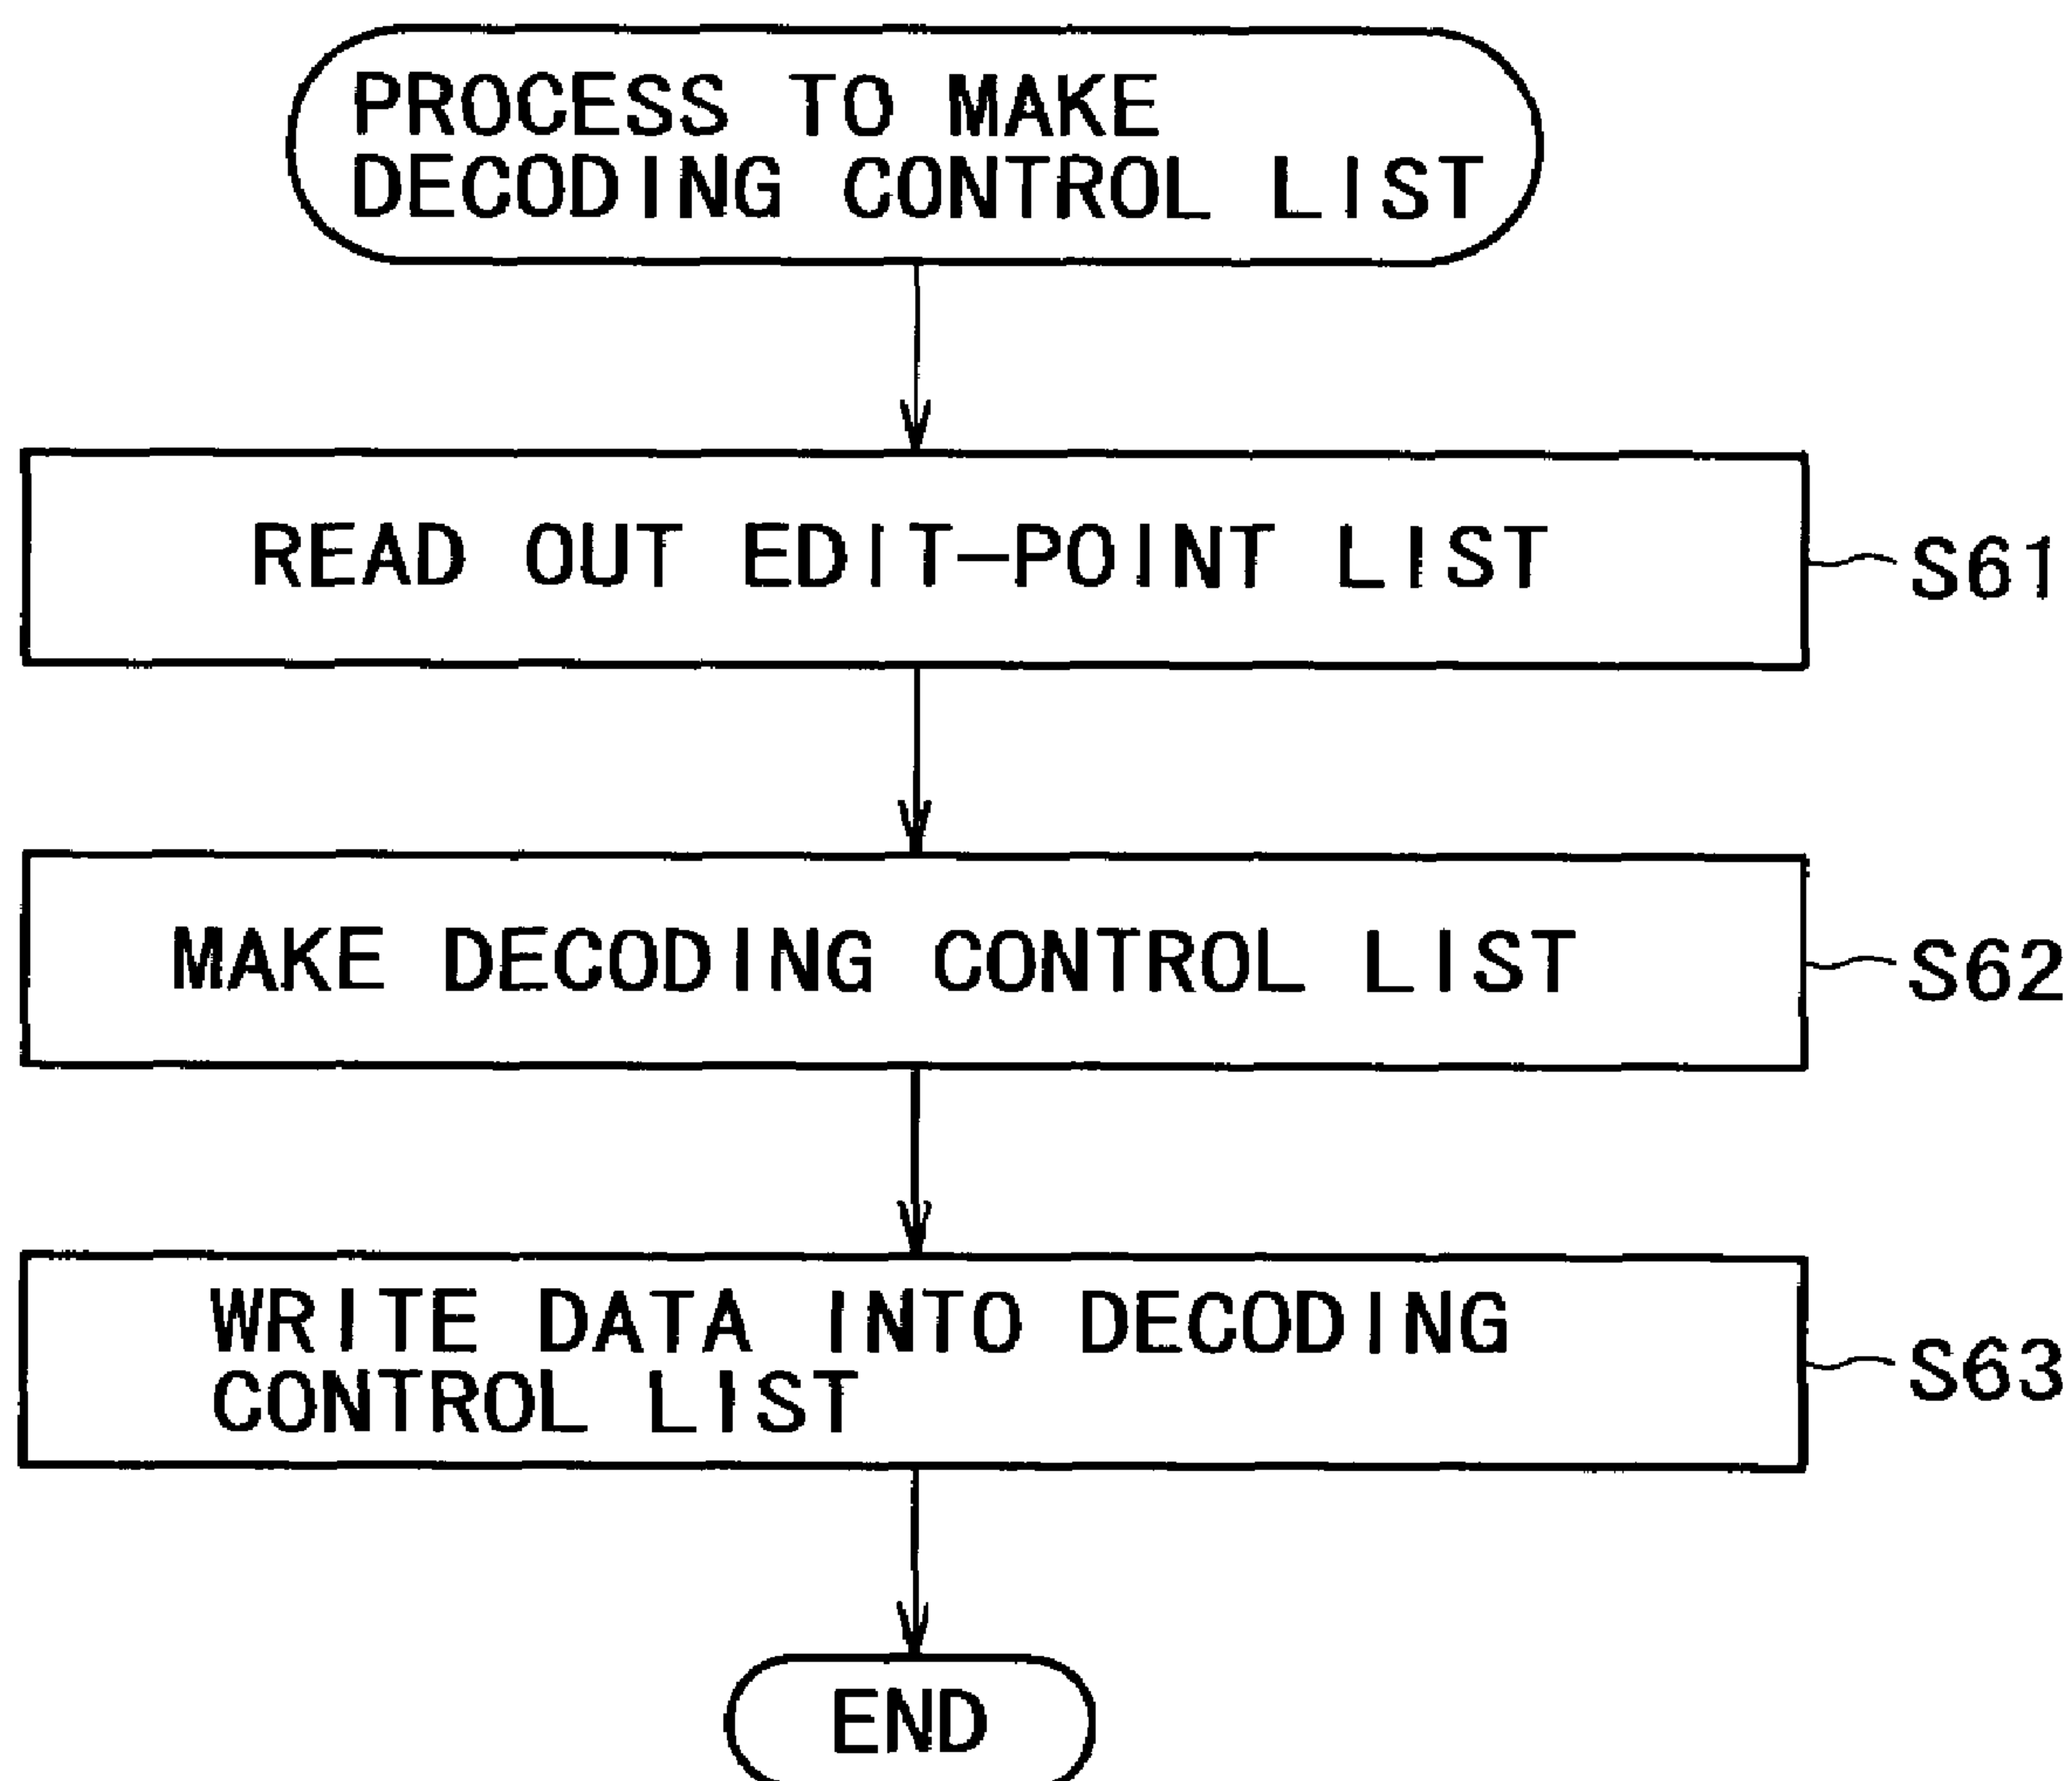 PROCESS TO MAKE
DECODING CONTROL LIST
READ OUT EDIT-POINT LIST
S61
MAKE DECODING CONTROL LIST
S62
WRITE DATA INTO DECODING
CONTROL LIST
S63
END